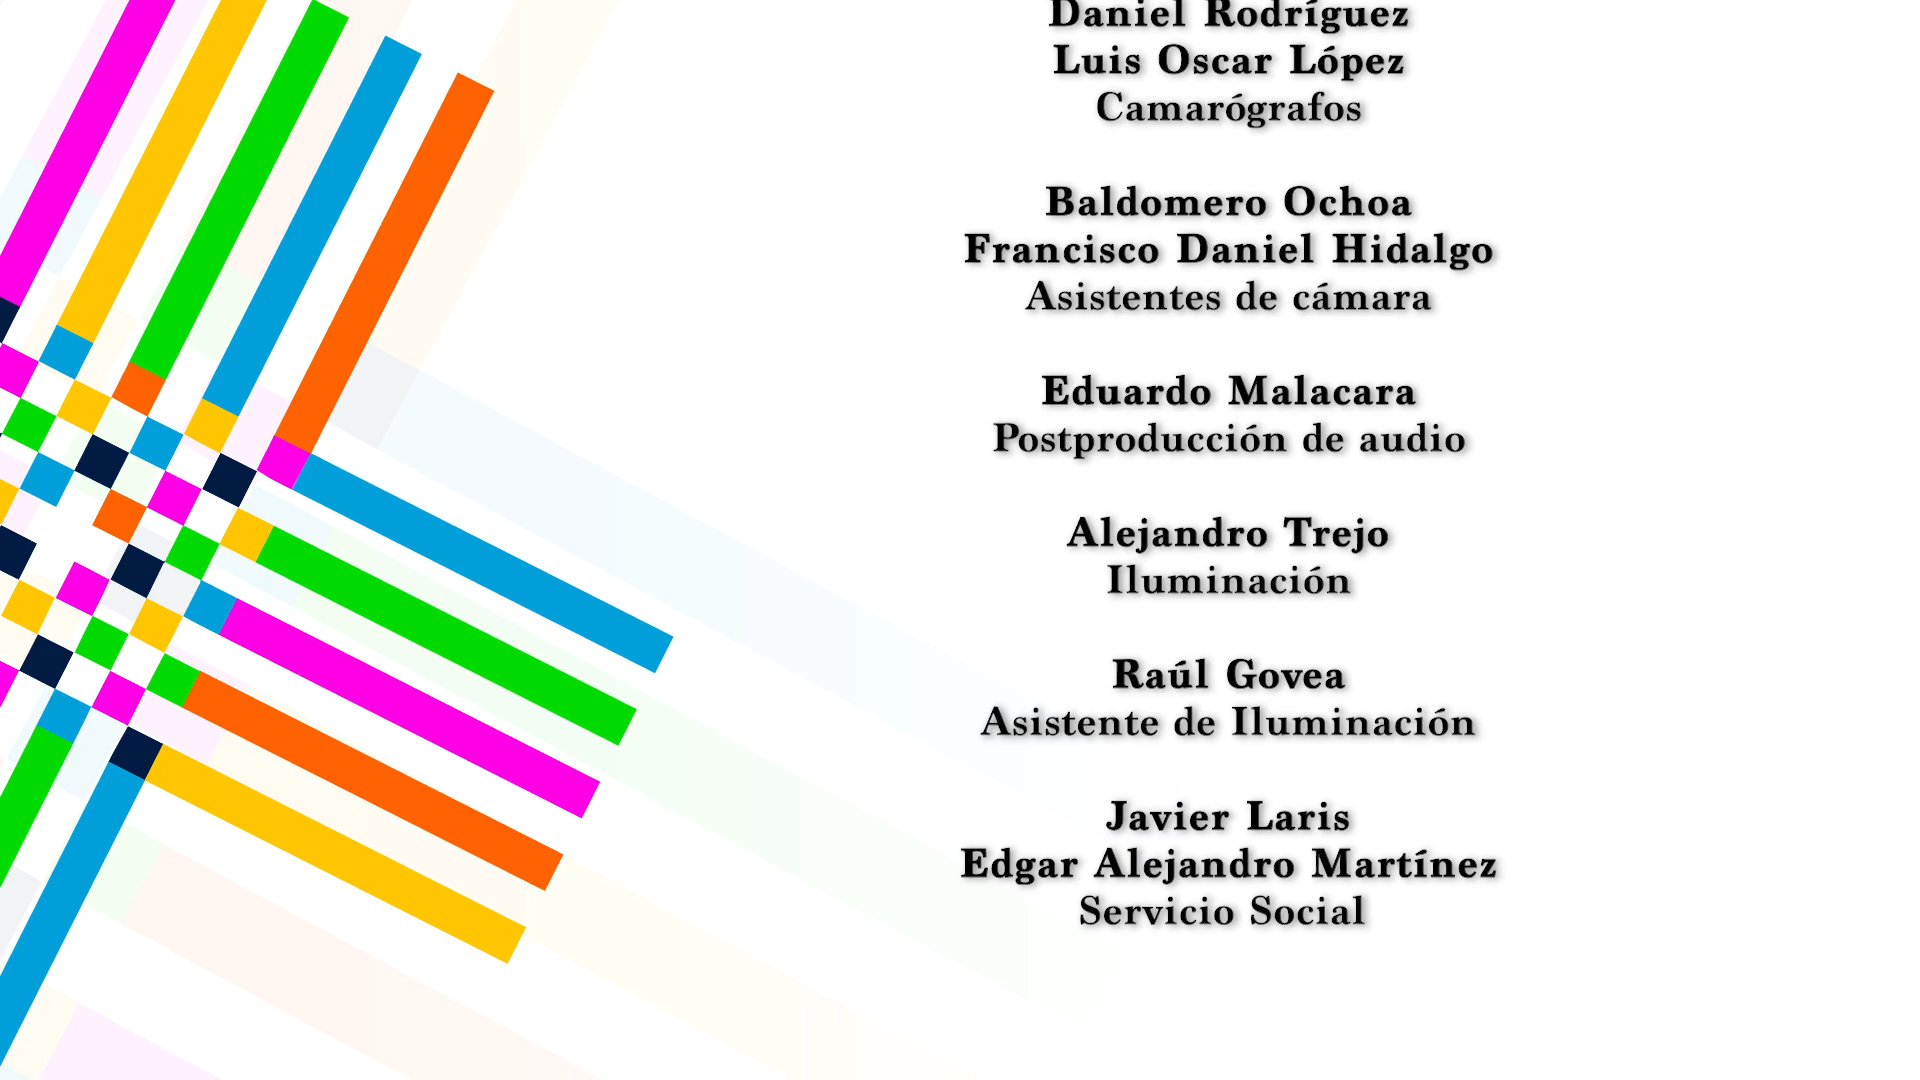 Daniel Rodríguez
Luis Oscar López
Camarógrafos
Baldomero Ochoa
Francisco Daniel Hidalgo
Asistentes de cámara
Eduardo Malacara
Postproducción de audio
Alejandro Trejo
Iluminación
Raúl Govea
Asistente de Iluminación
Javier Laris
Edgar Alejandro Martínez
Servicio Social